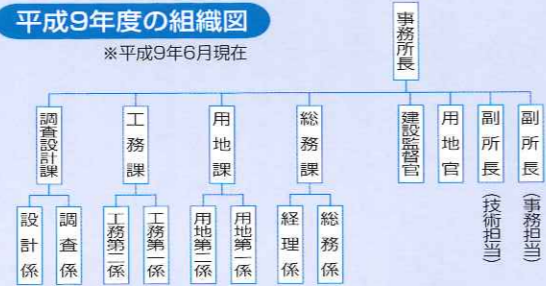 平成9年度の組織図
※平成9年6月現在
事務所長
副所長
(事務担当)
副所長
(技術担当)
用地官
建設監督官
総務課
総務係
経理係
用地課
用地第一係
用地第二係
工務課
工務第一係
工務第二係
調査設計課
調査係
設計係